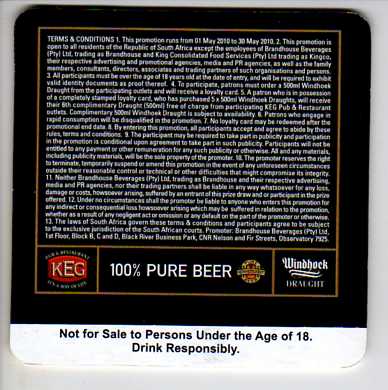 TERMS & CONDITIONS 1. This promotion runs from 01 May 2010 to 30 May 2010. 2. This promotion is
open to all residents of the Republic of South Africa except the employees of Brandhouse Beverages
(Pty) Ltd, trading as Brandhouse and King Consolidated Food Services (Pty) Ltd trading as Kingco,
their respective advertising and promotional agencies, media and PR agencies, as well as the family
members, consultants, directors, associates and trading partners of such organisations and persons.
3. All participants must be over the age of 18 years old at the date of entry, and will be required to exhibit
valid identity documents as proof thereof. 4. To participate, patrons must order a 500ml Windhoek
Draught from the participating outlets and will receive a loyalty card. 5. A patron who is in possession
of a completely stamped loyalty card, who has purchased 5 x 500ml Windhoek Draughts, will receive
their 6th complimentary Draught (500ml) free of charge from participating KEG Pub & Restaurant
outlets. Complimentary 500ml Windhoek Draught is subject to availability. 6. Patrons who engage in
rapid consumption will be disqualified in the promotion. 7. No loyalty card may be redeemed after the
promotional end date. 8. By entering this promotion, all participants accept and agree to abide by these
rules, terms and conditions. 9. The participant may be required to take part in publicity and participation
in the promotion is conditional upon agreement to take part in such publicity. Participants will not be
entitled to any payment or other remuneration for any such publicity or otherwise. All and any materials,
including publicity materials, will be the sole property of the promoter. 10. The promoter reserves the right
to terminate, temporarily suspend or amend this promotion in the event of any unforeseen circumstances
outside their reasonable control or technical or other difficulties that might compromise its integrity.
11. Neither Brandhouse Beverages (Pty) Ltd, trading as Brandhouse and their respective advertising,
media and PR agencies, nor their trading partners shall be liable in any way whatsoever for any loss,
damage or costs, howsoever arising, suffered by an entrant of this prize draw and or participant in the prize
offered. 12. Under no circumstances shall the promoter be liable to anyone who enters this promotion for
any indirect or consequential loss howsoever arising which may be suffered in relation to the promotion,
whether as a result of any negligent act or omission or any default on the part of the promoter or otherwise.
13. The laws of South Africa govern these terms & conditions and participants agree to be subject
to the exclusive jurisdiction of the South African courts. Promoter: Brandhouse Beverages (Pty) Ltd,
1st Floor, Block B, C and D, Black River Business Park, CNR Nelson and Fir Streets, Observatory 7925.
PUB & RESTAURANT
KEG
IT'S A WAY OF LIFE
100% PURE BEER
Windhoek
DRAUGHT
Not for Sale to Persons Under the Age of 18.
Drink Responsibly.